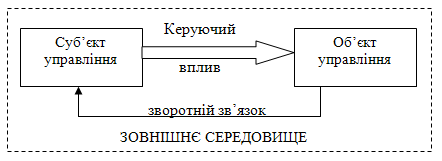 Суб’єкт
управління
Керуючий
вплив
Об’єкт
управління
зворотній зв’язок
ЗОВНІШНЄ СЕРЕДОВИЩЕ